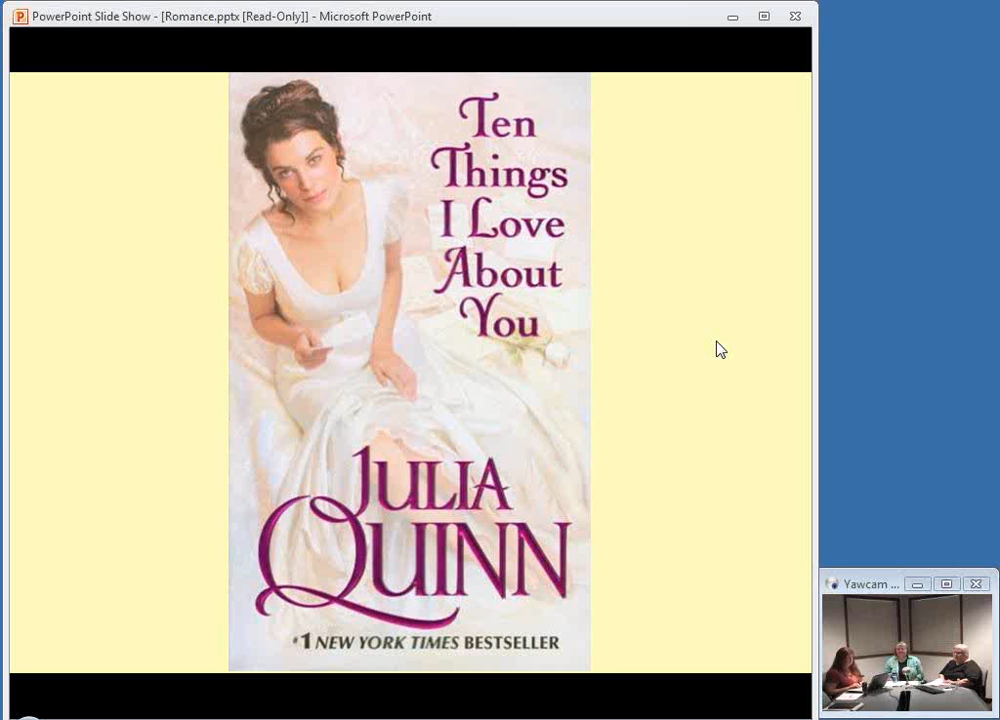 PowerPoint Slide Show - [Romance.pptx [Read-Only]] - Microsoft PowerPoint
Ten
Things
I Love
About
You
JULIA
QUINN
#1 NEW YORK TIMES BESTSELLER
Yawcam ...